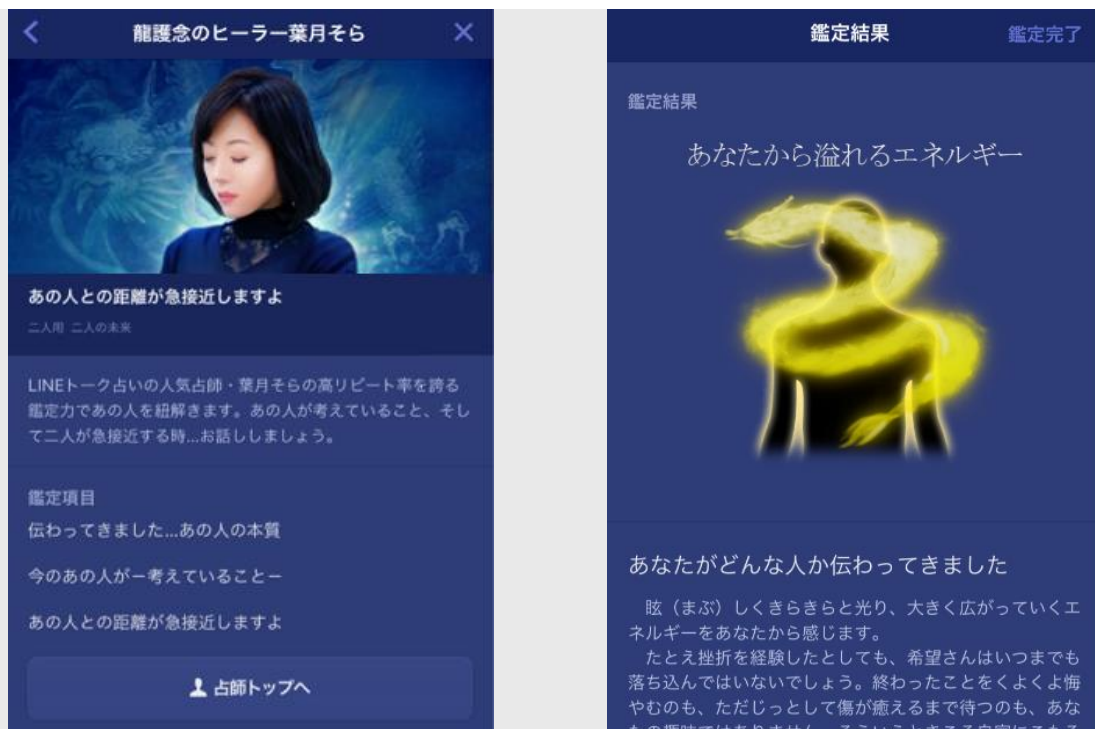 龍護念のヒーラー葉月そら
あの人との距離が急接近しますよ
二人用 二人の未来
LINEトーク占いの人気占師・葉月そらの高リピート率を誇る
鑑定力であの人を紐解きます。あの人が考えていること、そし
て二人が急接近する時...お話ししましょう。
鑑定項目
伝わってきました...あの人の本質
今のあの人がー考えていることー
あの人との距離が急接近しますよ
占師トップへ
鑑定結果
鑑定完了
鑑定結果
あなたから溢れるエネルギー
あなたがどんな人か伝わってきました
眩（まぶ）しくきらきらと光り、大きく広がっていくエ
ネルギーをあなたから感じます。
たとえ挫折を経験したとしても、希望さんはいつまでも
落ち込んではいないでしょう。終わったことをくよくよ悔
やむのも、ただじっとして傷が癒えるまで待つのも、あな